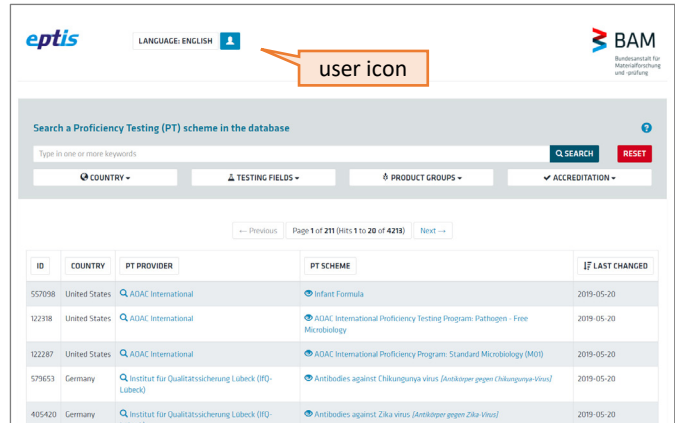 eptis
LANGUAGE: ENGLISH
user icon
BAM
Bundesanstalt für
Materialforschung
und -prüfung
Search a Proficiency Testing (PT) scheme in the database
Type in one or more keywords
SEARCH
RESET
COUNTRY
TESTING FIELDS
PRODUCT GROUPS
ACCREDITATION
← Previous Page 1 of 211 (Hits 1 to 20 of 4213) Next →
ID COUNTRY PT PROVIDER PT SCHEME LAST CHANGED
557098 United States AOAC International Infant Formula 2019-05-20
122318 United States AOAC International AOAC International Proficiency Testing Program: Pathogen - Free 2019-05-20
Microbiology
122287 United States AOAC International AOAC International Proficiency Program: Standard Microbiology (M01) 2019-05-20
579653 Germany Institut für Qualitätssicherung Lübeck (IfQ- Antibodies against Chikungunya virus [Antikörper gegen Chikungunya-Virus] 2019-05-20
Lübeck)
405420 Germany Institut für Qualitätssicherung Lübeck (IfQ- Antibodies against Zika virus [Antikörper gegen Zika-Virus] 2019-05-20